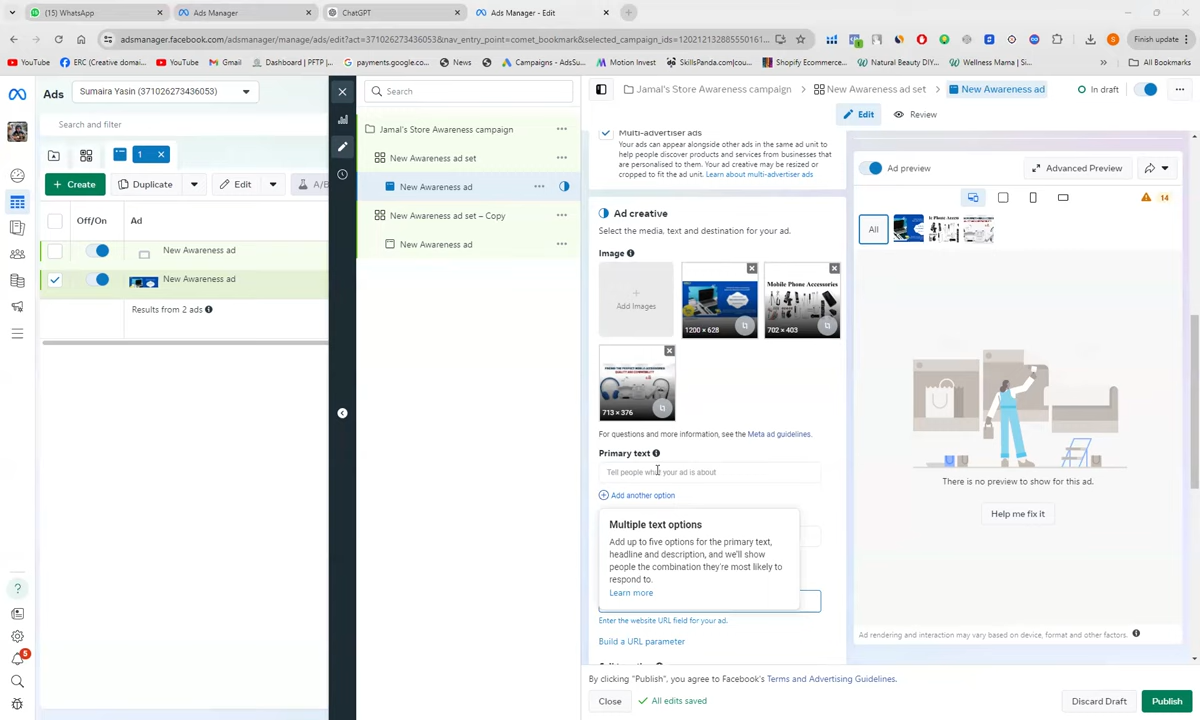 (15) WhatsApp
Ads Manager
ChatGPT
Ads Manager - Edit
adsmanager.facebook.com/adsmanager/manage/ads/edit?act=371026273436053&nav_entry_point=comet_bookmark&selected_campaign_ids=120212132885550161...
Finish update
YouTube
ERC (Creative domai...
YouTube
Gmail
Dashboard | PFTP |...
payments.google.co...
News
Campaigns - AdsSu...
Motion Invest
SkillsPanda.com|cou...
Shopify Ecommerce...
Natural Beauty DIY...
Wellness Mama | Co...
All Bookmarks
Ads
Sumaira Yasin (371026273436053)
Search and filter
1
Create
Duplicate
Edit
A/B
Off/On
Ad
New Awareness ad
New Awareness ad
Results from 2 ads
5
Search
Jamal's Store Awareness campaign
New Awareness ad set
New Awareness ad
New Awareness ad set – Copy
New Awareness ad
Jamal's Store Awareness campaign
New Awareness ad set
New Awareness ad
In draft
Edit
Review
Multi-advertiser ads
Your ads can appear alongside other ads in the same ad unit to
help people discover products and services from businesses that
are personalised to them. Your ad creative may be resized or
cropped to fit the ad unit. Learn about multi-advertiser ads
Ad creative
Select the media, text and destination for your ad.
Image
Add Images
1200 × 628
Mobile Phone Accessories
702 × 403
713 × 376
For questions and more information, see the Meta ad guidelines.
Primary text
Tell people what your ad is about
Add another option
Multiple text options
Add up to five options for the primary text,
headline and description, and we'll show
people the combination they're most likely to
respond to.
Learn more
Enter the website URL field for your ad.
Build a URL parameter
Ad preview
Advanced Preview
14
All
There is no preview to show for this ad.
Help me fix it
Ad rendering and interaction may vary based on device, format and other factors.
By clicking "Publish", you agree to Facebook's Terms and Advertising Guidelines.
Close
All edits saved
Discard Draft
Publish